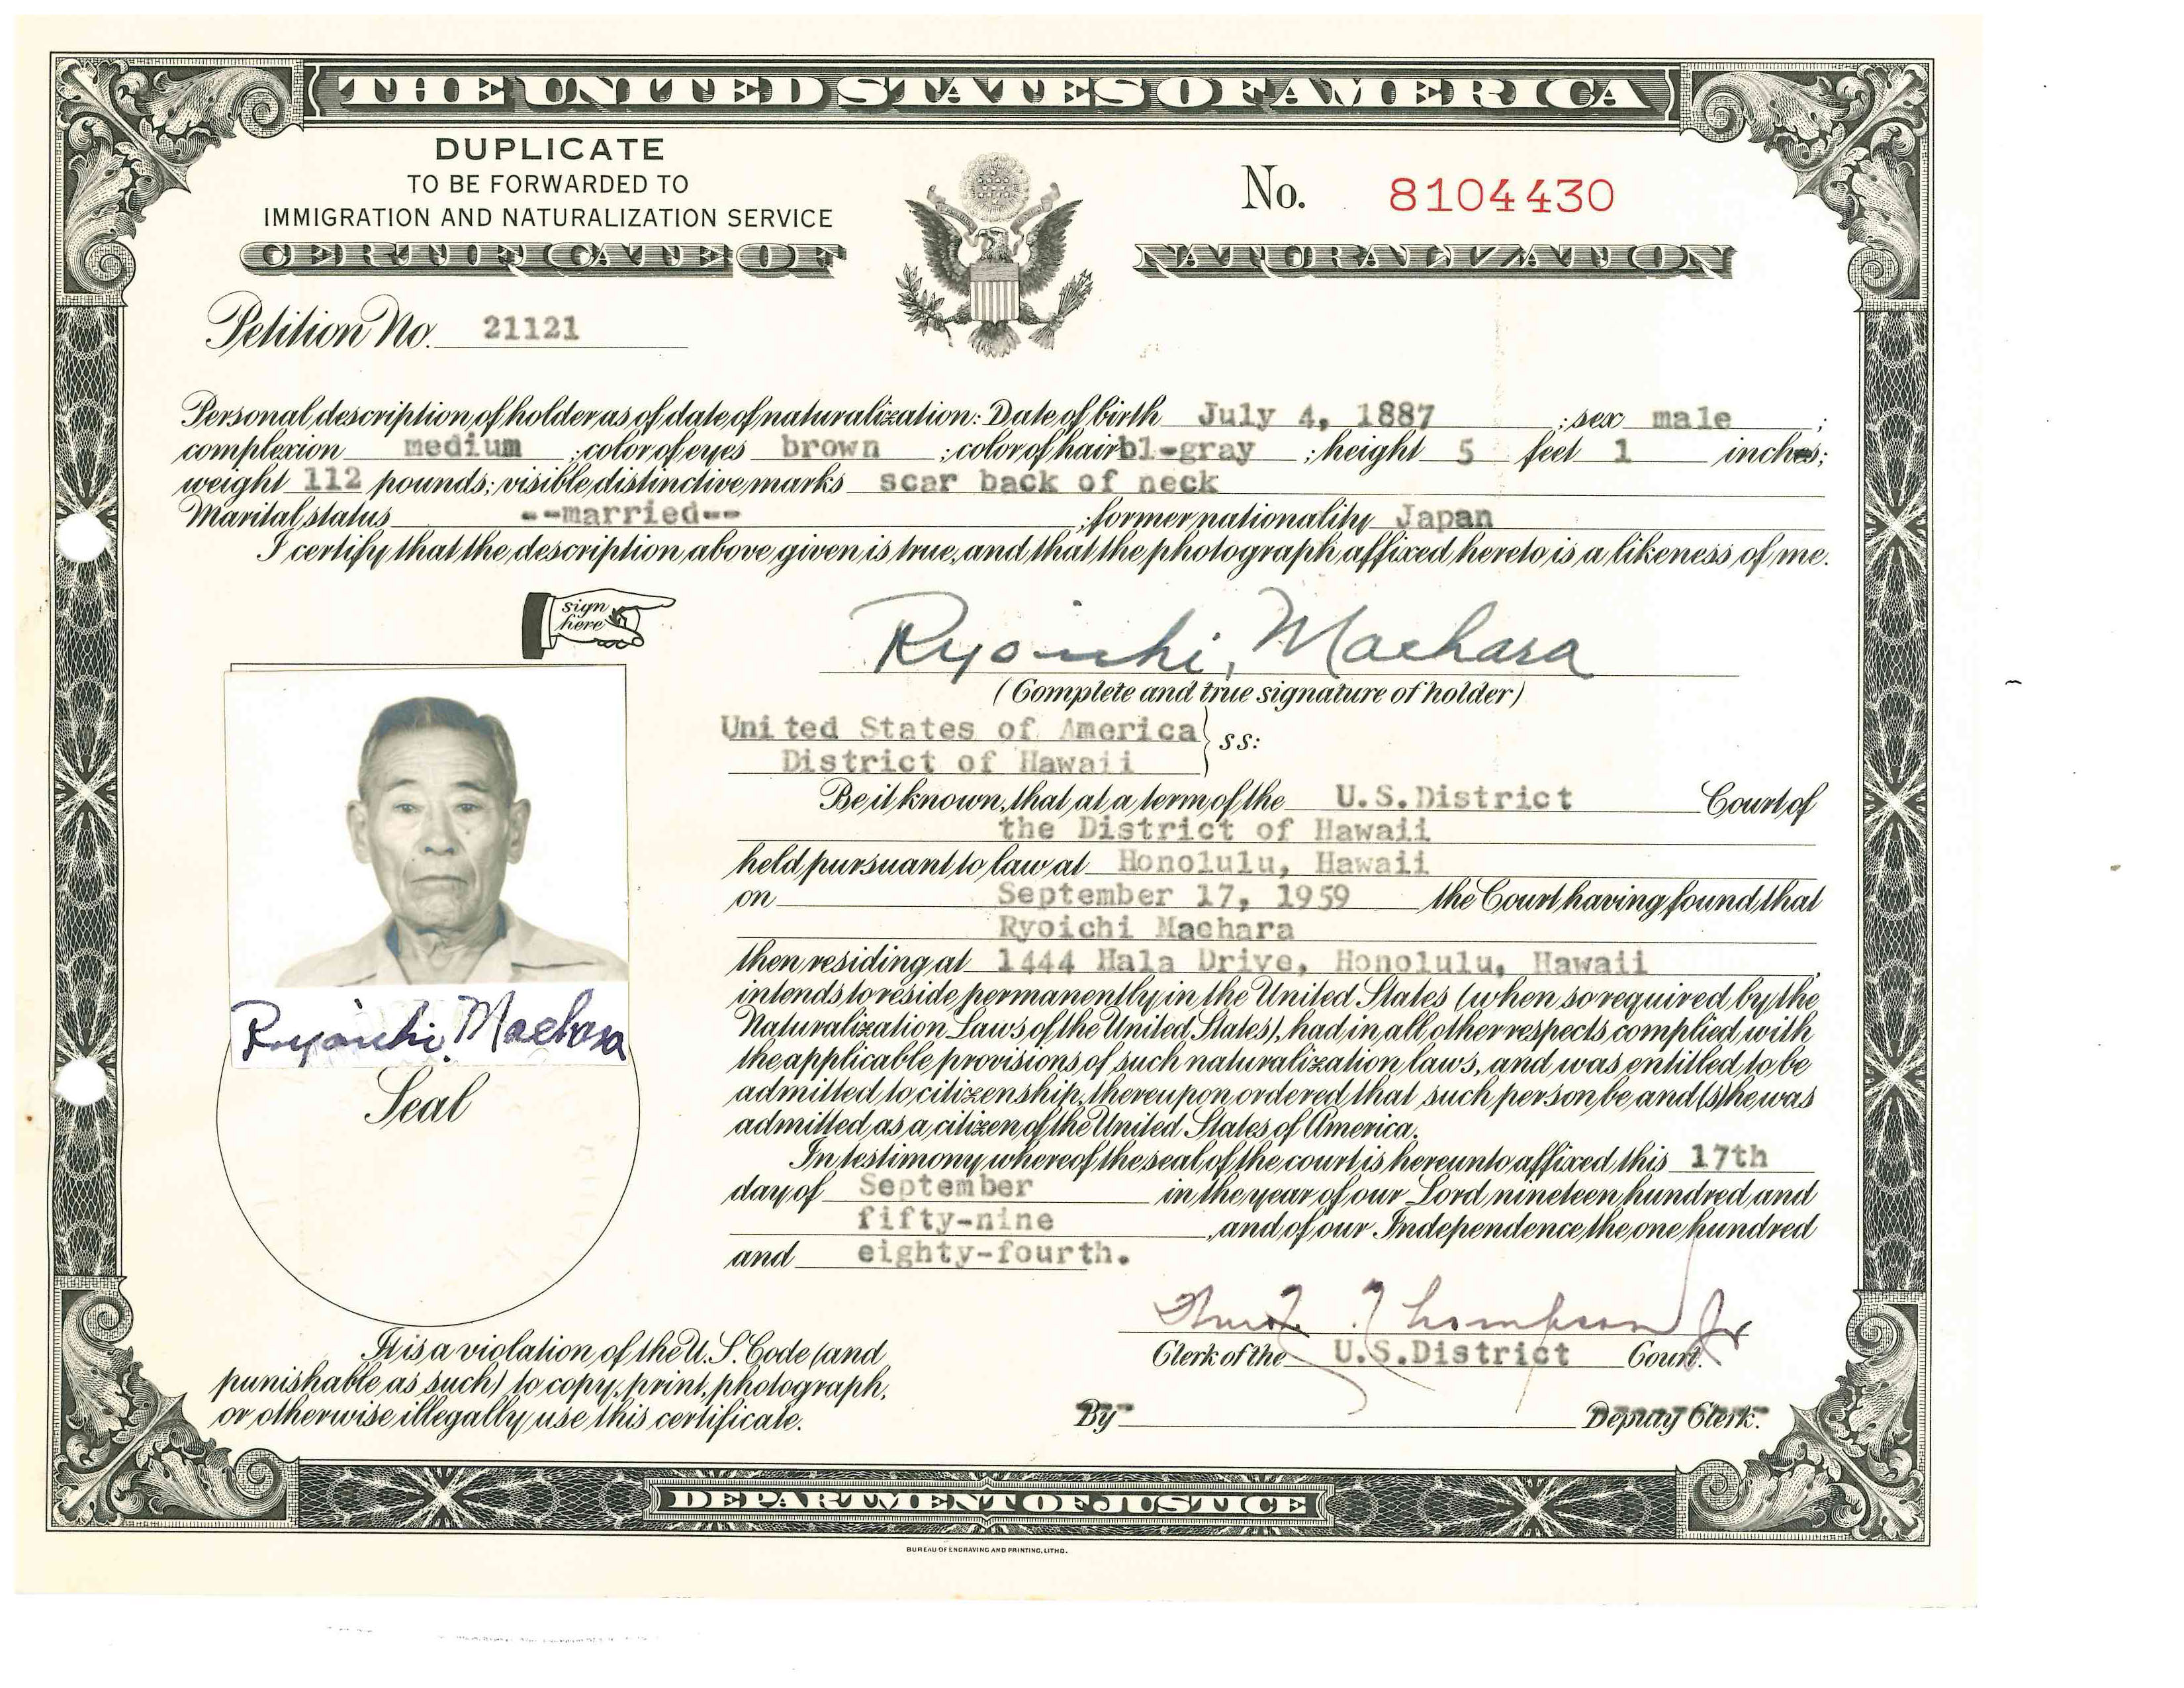 THE UNITED STATES OF AMERICA
DUPLICATE
TO BE FORWARDED TO
IMMIGRATION AND NATURALIZATION SERVICE
No. 8104430
CERTIFICATE OF NATURALIZATION
Petition No. 21121
Personal description of holder as of date of naturalization: Date of birth July 4, 1887 ; sex male ;
complexion medium ; color of eyes brown ; color of hair bl-gray ; height 5 feet 1 inches;
weight 112 pounds; visible distinctive marks scar back of neck
Marital status --married-- ; former nationality Japan
I certify that the description above given is true, and that the photograph affixed hereto is a likeness of me.
sign
here
Ryoichi, Maehara
(Complete and true signature of holder)
United States of America
District of Hawaii } ss:
Be it known, that at a term of the U.S.District Court of
the District of Hawaii
held pursuant to law at Honolulu, Hawaii
on September 17, 1959 the Court having found that
Ryoichi Maehara
then residing at 1444 Hala Drive, Honolulu, Hawaii ,
intends to reside permanently in the United States (when so required by the
Naturalization Laws of the United States), had in all other respects complied with
the applicable provisions of such naturalization laws, and was entitled to be
admitted to citizenship, thereupon ordered that such person be and (s)he was
admitted as a citizen of the United States of America.
In testimony whereof the seal of the court is hereunto affixed this 17th
day of September in the year of our Lord nineteen hundred and
fifty-nine , and of our Independence the one hundred
and eighty-fourth.
Ryoichi, Maehara
Seal
Thompson Jr
Clerk of the U.S.District Court.
By Deputy Clerk.
It is a violation of the U.S. Code (and
punishable as such) to copy, print, photograph,
or otherwise illegally use this certificate.
DEPARTMENT OF JUSTICE
BUREAU OF ENGRAVING AND PRINTING, LITHO.